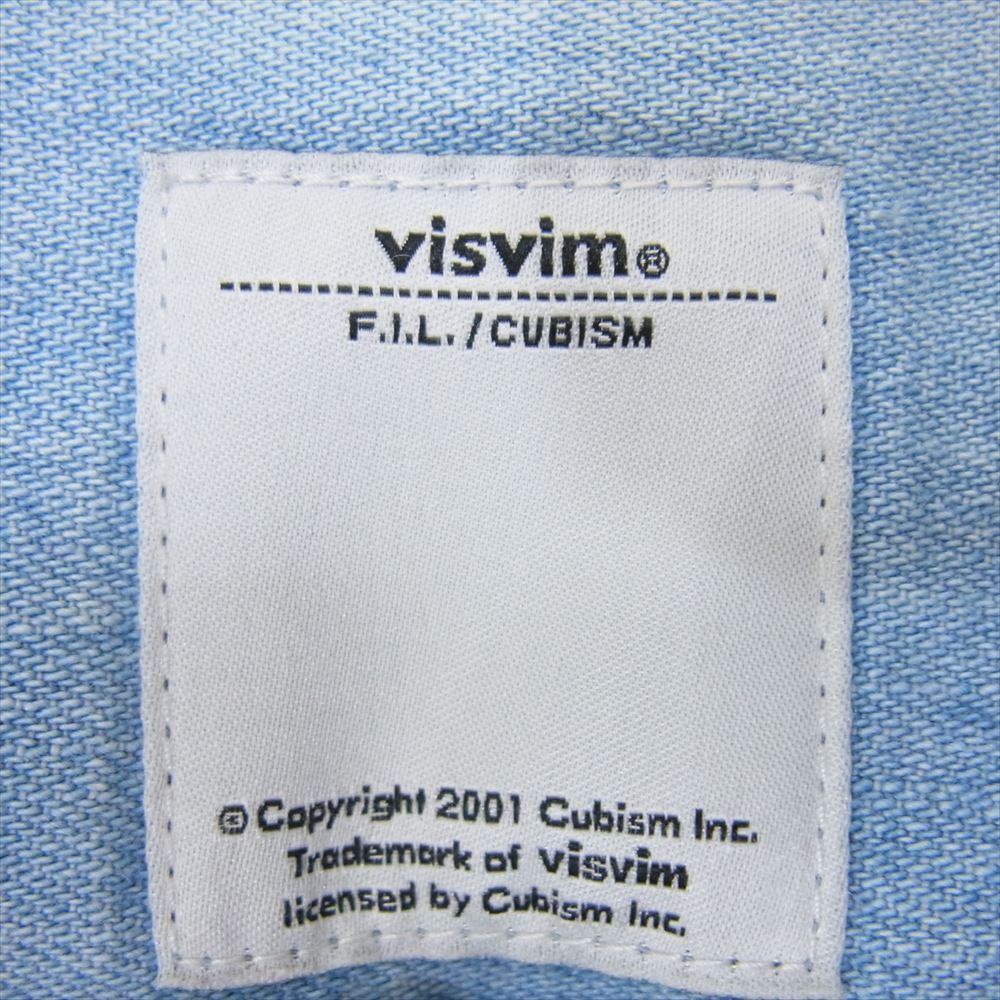 visvim®
F.I.L. / CUBISM
© Copyright 2001 Cubism Inc.
Trademark of visvim
licensed by Cubism Inc.